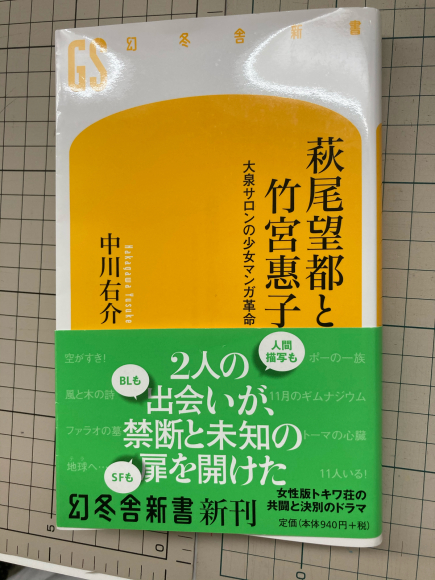 GS
幻冬舎新書
萩尾望都と
竹宮惠子
大泉サロンの少女マンガ革命
中川右介
Nakagawa Yusuke
2人の
出会いが、
禁断と未知の
扉を開けた
人間
描写も
BLも
SFも
空がすき!
風と木の詩
ファラオの墓
地球へ…
ポーの一族
11月のギムナジウム
トーマの心臓
11人いる!
幻冬舎新書 新刊
女性版トキワ荘の
共闘と決別のドラマ
定価(本体940円+税)
5
0